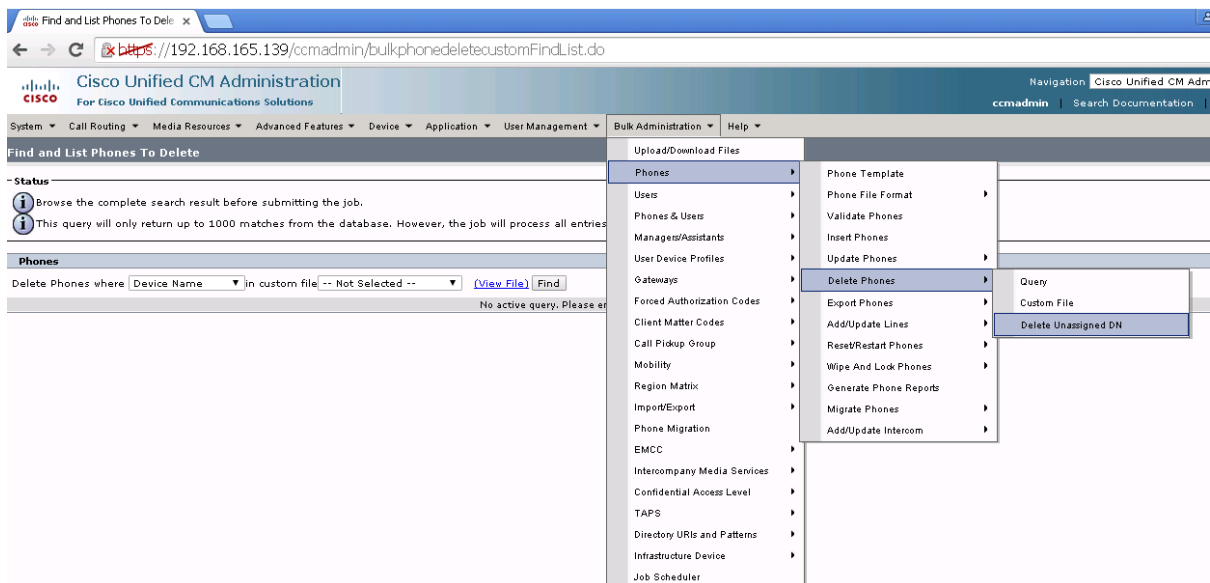 Find and List Phones To Dele
https://192.168.165.139/ccmadmin/bulkphonedeletecustomFindList.do
cisco
Cisco Unified CM Administration
For Cisco Unified Communications Solutions
Navigation Cisco Unified CM Adm
ccmadmin | Search Documentation |
System Call Routing Media Resources Advanced Features Device Application User Management Bulk Administration Help
Find and List Phones To Delete
Status
Browse the complete search result before submitting the job.
This query will only return up to 1000 matches from the database. However, the job will process all entries
Phones
Delete Phones where Device Name in custom file -- Not Selected -- (View File) Find
No active query. Please er
Upload/Download Files
Phones
Users
Phones & Users
Managers/Assistants
User Device Profiles
Gateways
Forced Authorization Codes
Client Matter Codes
Call Pickup Group
Mobility
Region Matrix
Import/Export
Phone Migration
EMCC
Intercompany Media Services
Confidential Access Level
TAPS
Directory URIs and Patterns
Infrastructure Device
Job Scheduler
Phone Template
Phone File Format
Validate Phones
Insert Phones
Update Phones
Delete Phones
Export Phones
Add/Update Lines
Reset/Restart Phones
Wipe And Lock Phones
Generate Phone Reports
Migrate Phones
Add/Update Intercom
Query
Custom File
Delete Unassigned DN